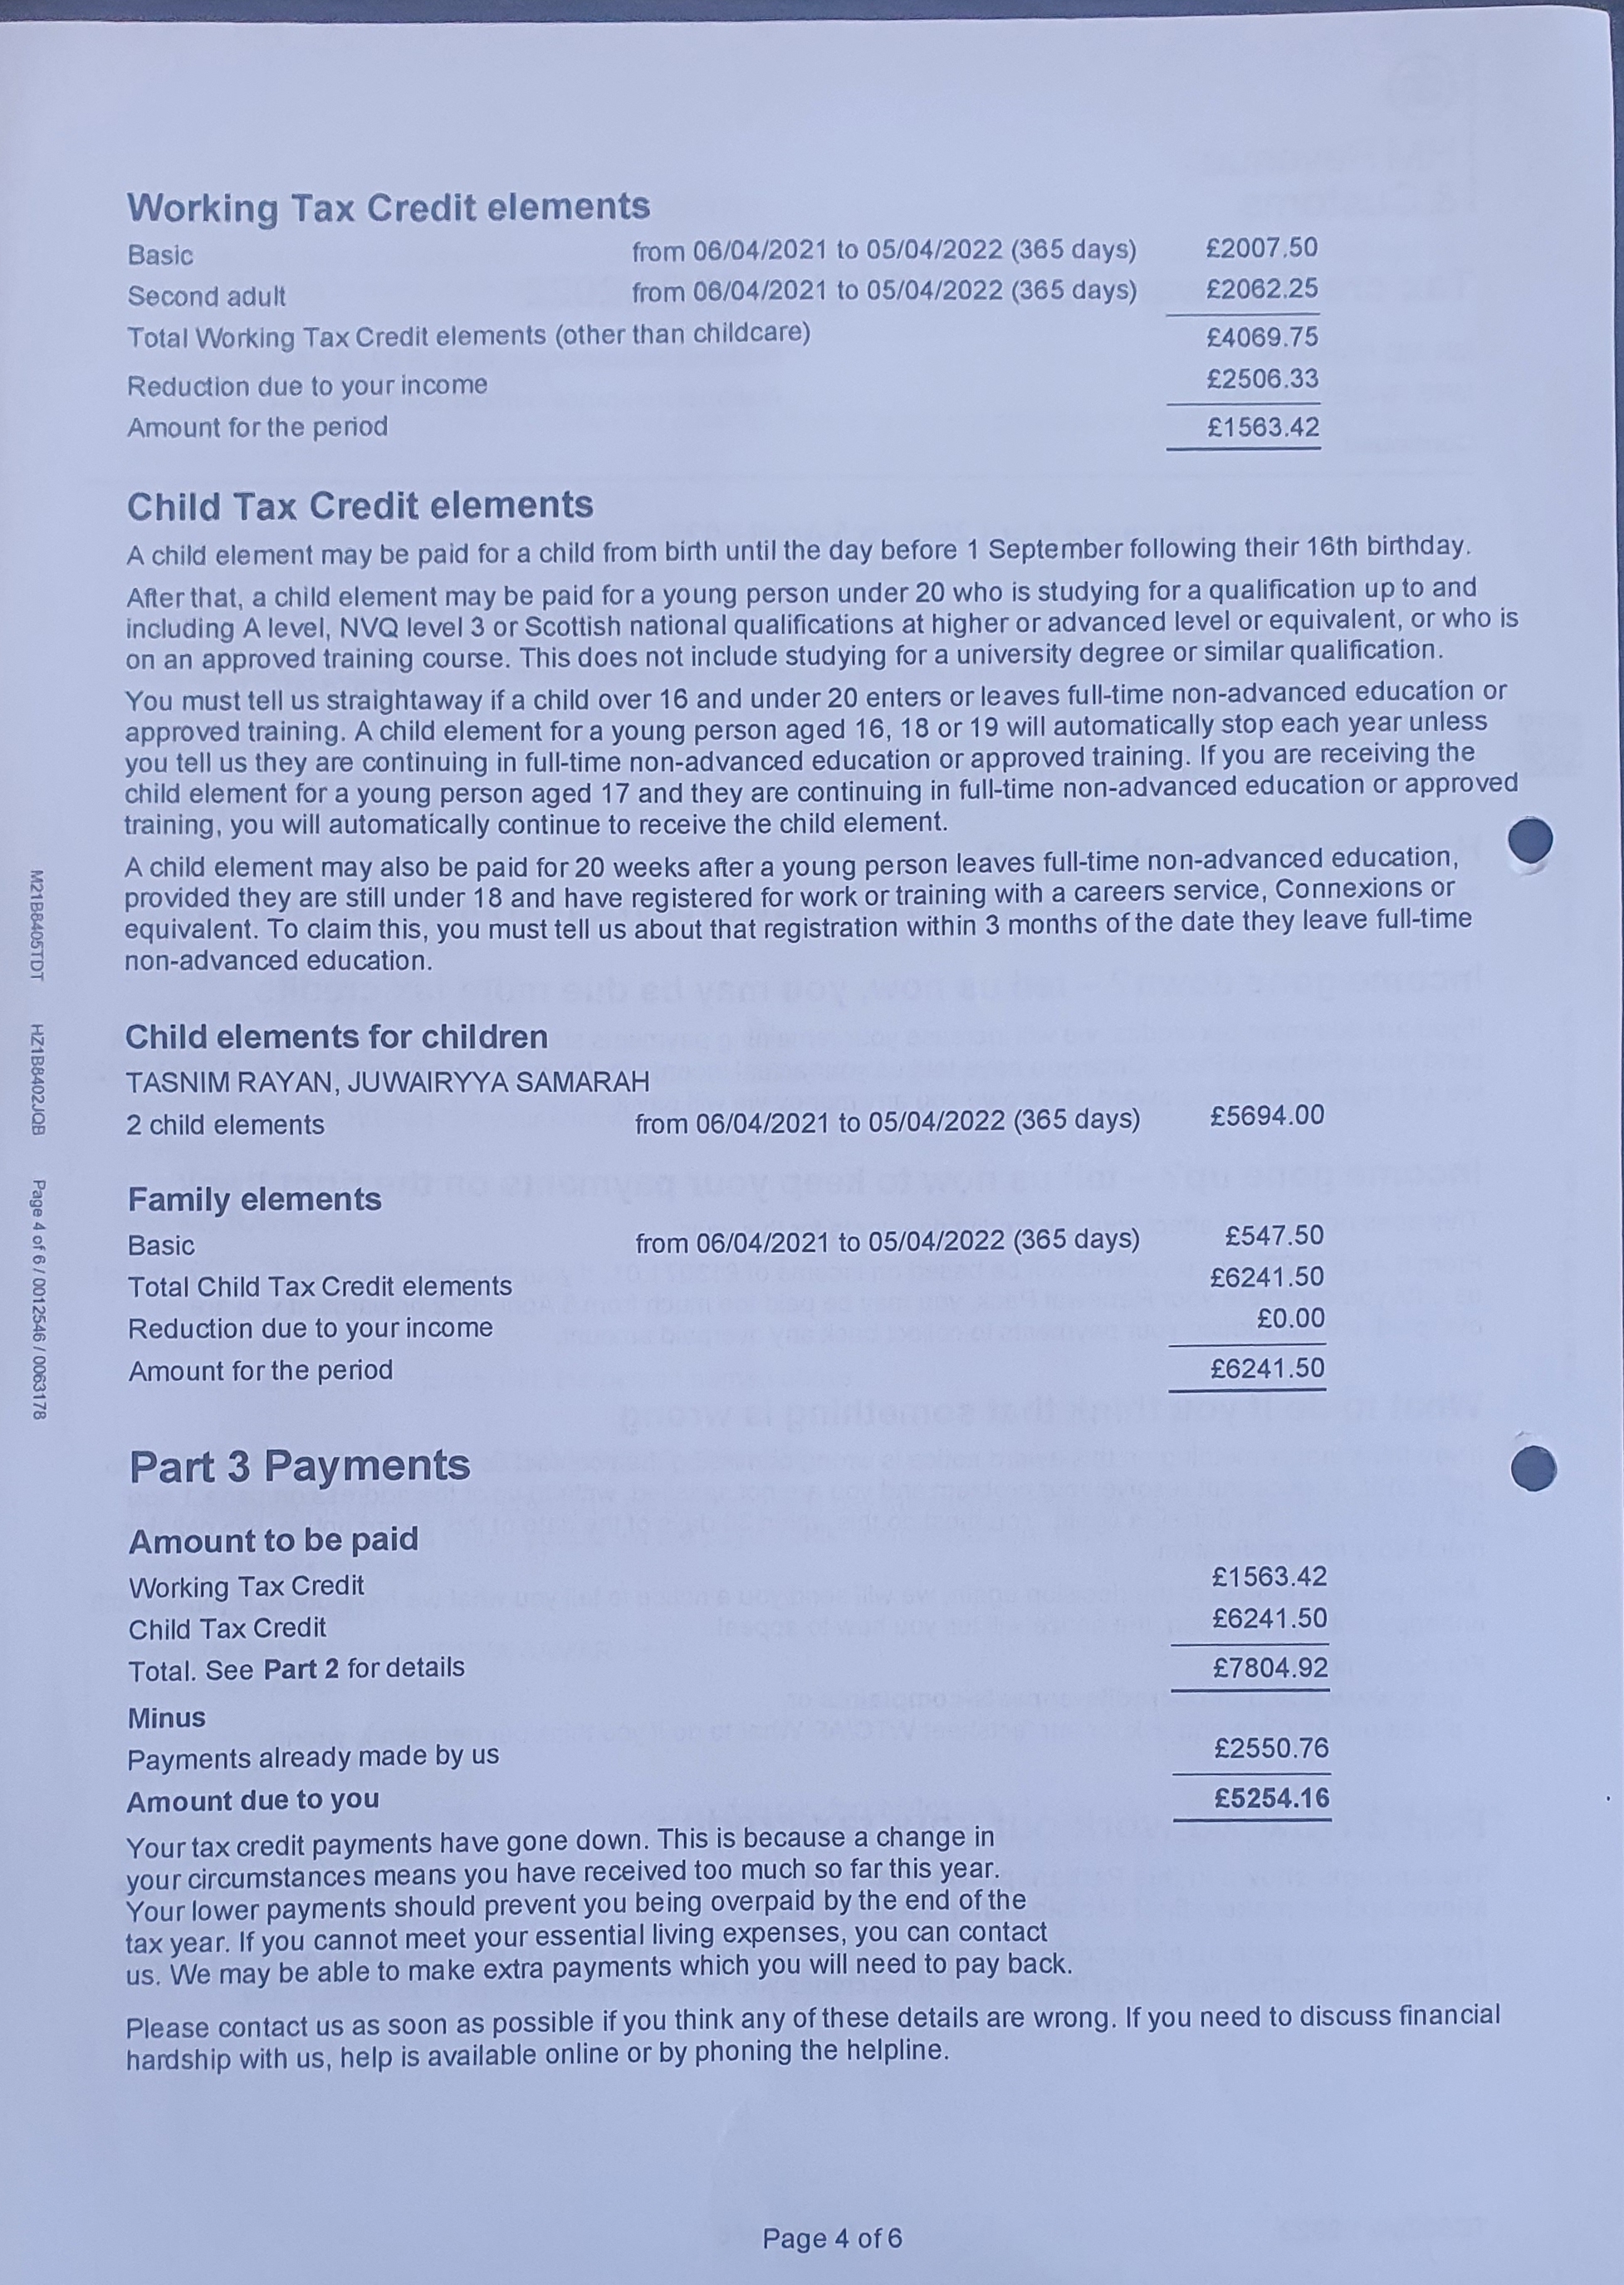 Working Tax Credit elements
Basic from 06/04/2021 to 05/04/2022 (365 days) £2007.50
Second adult from 06/04/2021 to 05/04/2022 (365 days) £2062.25
Total Working Tax Credit elements (other than childcare) £4069.75
Reduction due to your income £2506.33
Amount for the period £1563.42
Child Tax Credit elements
A child element may be paid for a child from birth until the day before 1 September following their 16th birthday.
After that, a child element may be paid for a young person under 20 who is studying for a qualification up to and
including A level, NVQ level 3 or Scottish national qualifications at higher or advanced level or equivalent, or who is
on an approved training course. This does not include studying for a university degree or similar qualification.
You must tell us straightaway if a child over 16 and under 20 enters or leaves full-time non-advanced education or
approved training. A child element for a young person aged 16, 18 or 19 will automatically stop each year unless
you tell us they are continuing in full-time non-advanced education or approved training. If you are receiving the
child element for a young person aged 17 and they are continuing in full-time non-advanced education or approved
training, you will automatically continue to receive the child element.
A child element may also be paid for 20 weeks after a young person leaves full-time non-advanced education,
provided they are still under 18 and have registered for work or training with a careers service, Connexions or
equivalent. To claim this, you must tell us about that registration within 3 months of the date they leave full-time
non-advanced education.
Child elements for children
TASNIM RAYAN, JUWAIRYYA SAMARAH
2 child elements from 06/04/2021 to 05/04/2022 (365 days) £5694.00
Family elements
Basic from 06/04/2021 to 05/04/2022 (365 days) £547.50
Total Child Tax Credit elements £6241.50
Reduction due to your income £0.00
Amount for the period £6241.50
Part 3 Payments
Amount to be paid
Working Tax Credit £1563.42
Child Tax Credit £6241.50
Total. See Part 2 for details £7804.92
Minus
Payments already made by us £2550.76
Amount due to you £5254.16
Your tax credit payments have gone down. This is because a change in
your circumstances means you have received too much so far this year.
Your lower payments should prevent you being overpaid by the end of the
tax year. If you cannot meet your essential living expenses, you can contact
us. We may be able to make extra payments which you will need to pay back.
Please contact us as soon as possible if you think any of these details are wrong. If you need to discuss financial
hardship with us, help is available online or by phoning the helpline.
Page 4 of 6
M21B8405TDT HZ1B8402JQB Page 4 of 6 / 0012546 / 0063178